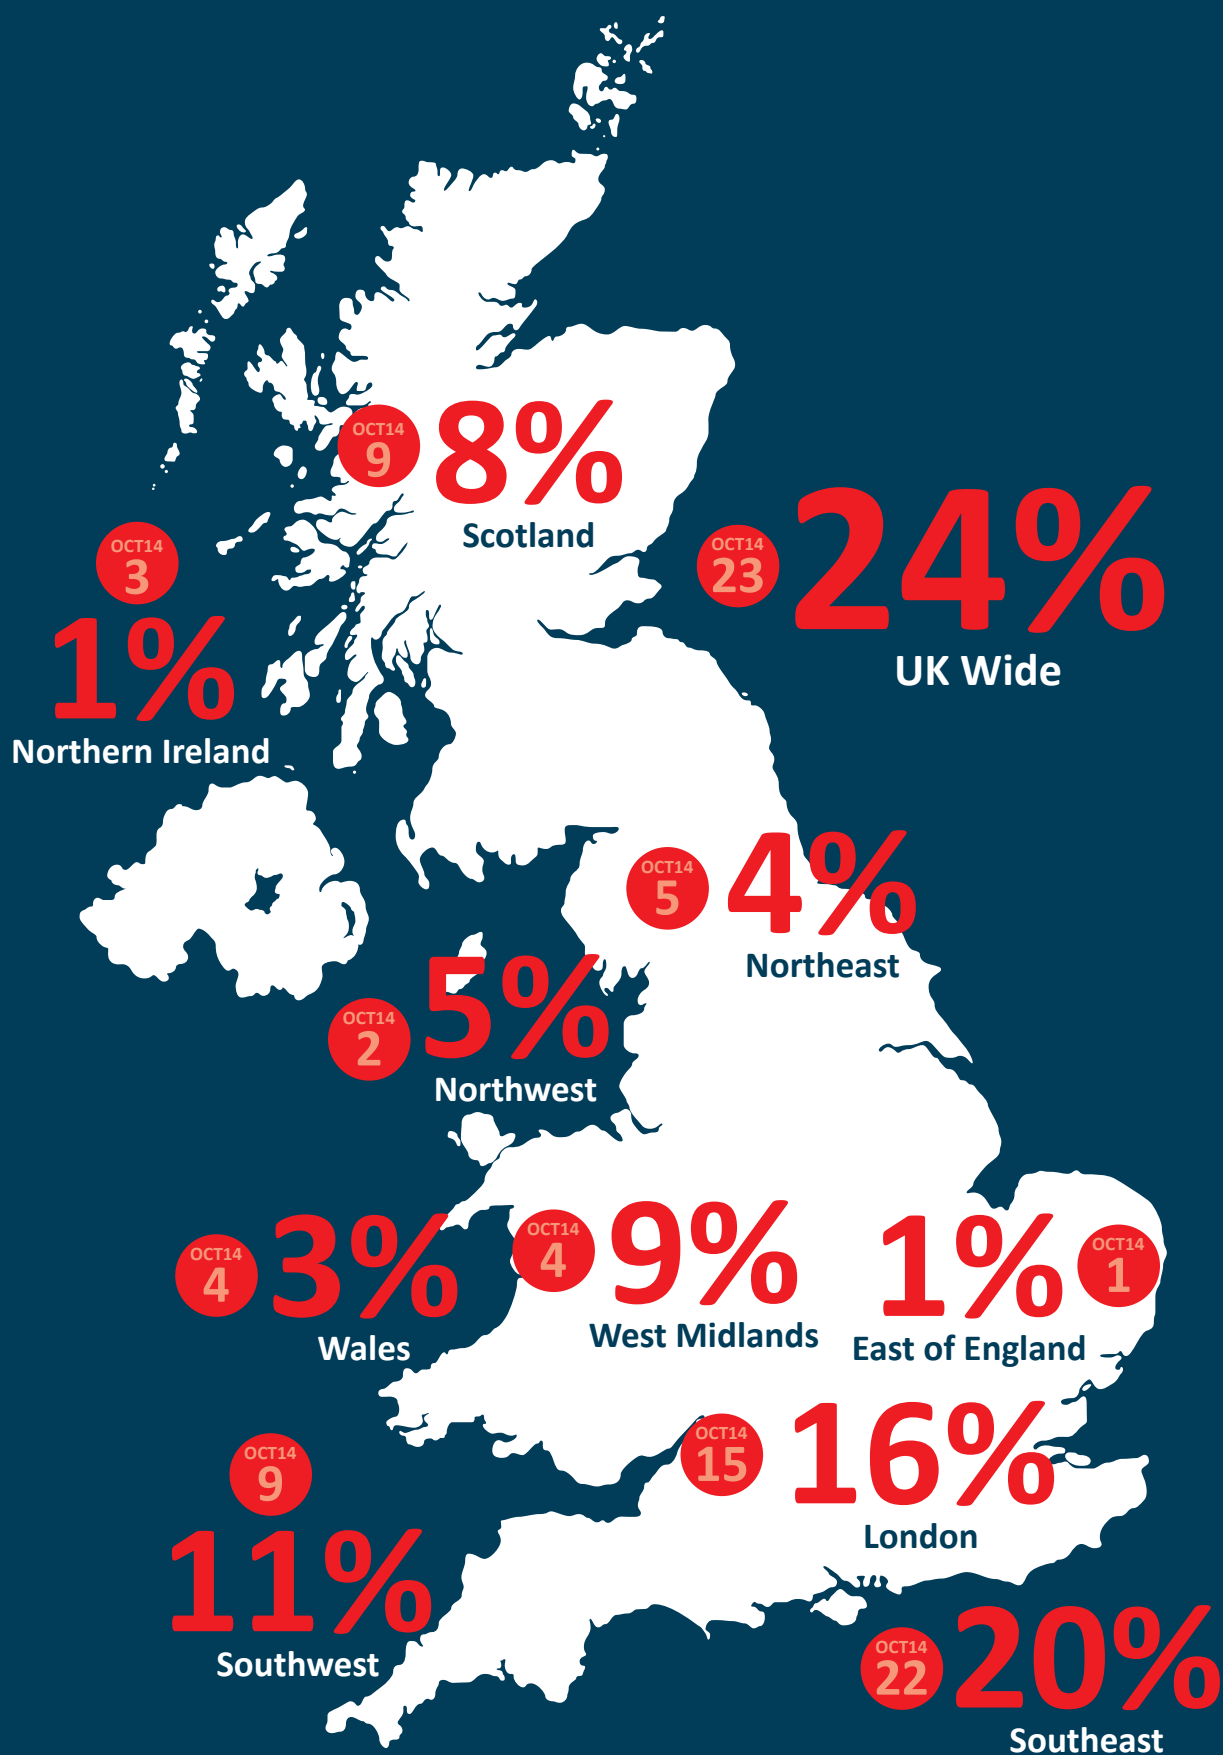 OCT14
9
8%
Scotland
OCT14
23
24%
UK Wide
OCT14
3
1%
Northern Ireland
OCT14
5
4%
Northeast
OCT14
2
5%
Northwest
OCT14
4
3%
Wales
OCT14
4
9%
West Midlands
1%
OCT14
1
East of England
OCT14
15
16%
London
OCT14
9
11%
Southwest
OCT14
22
20%
Southeast